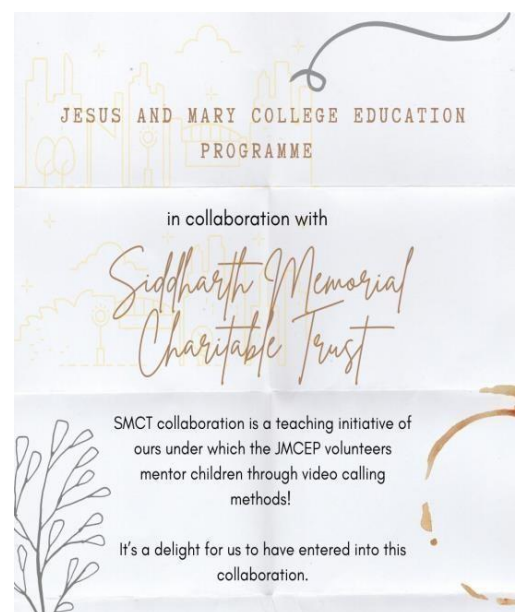 JESUS AND MARY COLLEGE EDUCATION
PROGRAMME
in collaboration with
Siddharth Memorial
Charitable Trust
SMCT collaboration is a teaching initiative of
ours under which the JMCEP volunteers
mentor children through video calling
methods!
It's a delight for us to have entered into this
collaboration.